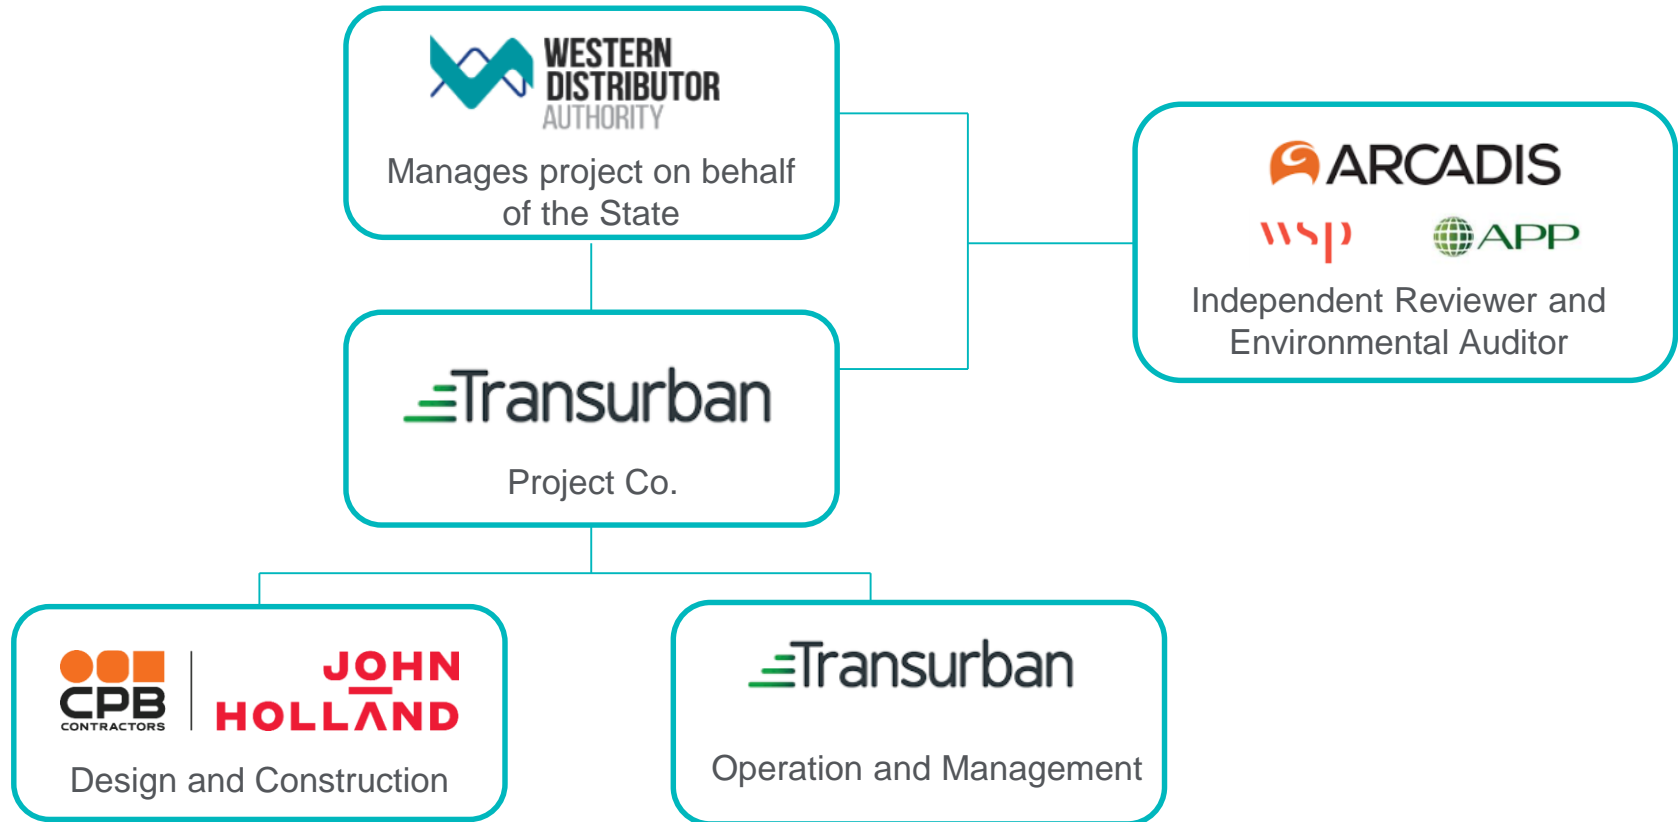 WESTERN
DISTRIBUTOR
AUTHORITY
Manages project on behalf
of the State
ARCADIS
wsp
APP
Independent Reviewer and
Environmental Auditor
Transurban
Project Co.
CPB
CONTRACTORS
JOHN
HOLLAND
Design and Construction
Transurban
Operation and Management